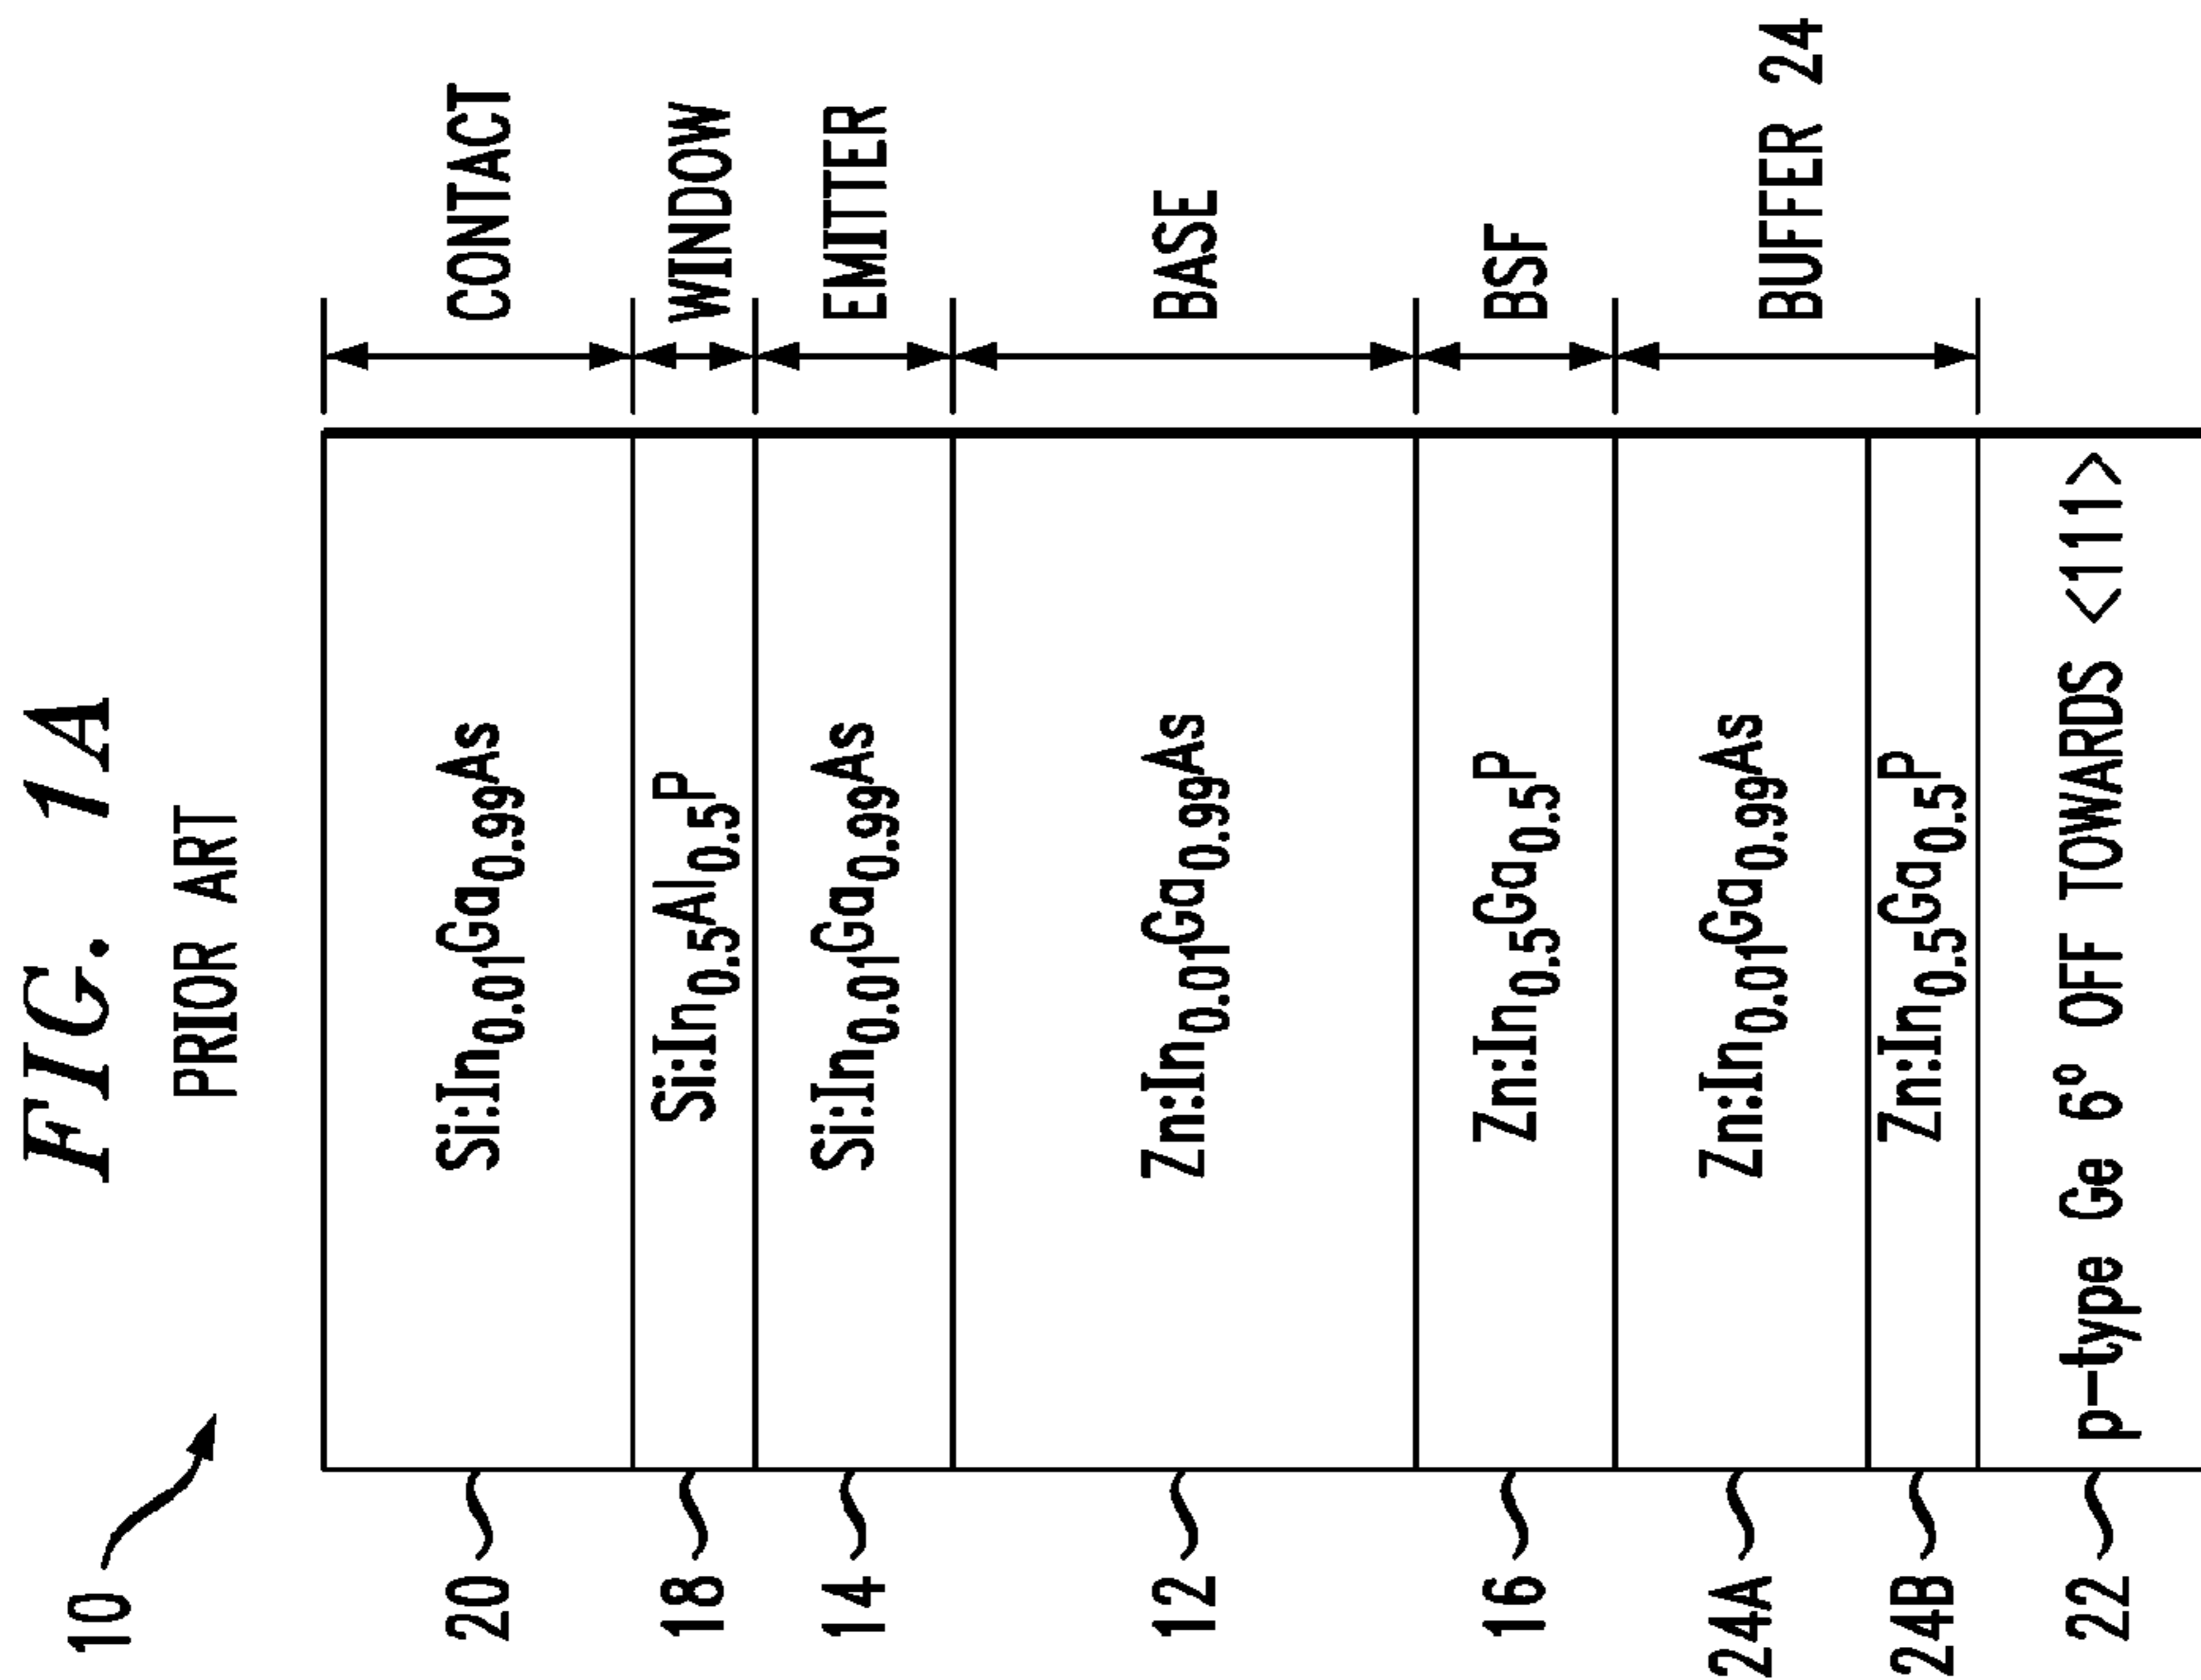 FIG. 1A
PRIOR ART
10
20 Si:In0.01Ga0.99As CONTACT
18 Si:In0.5Al0.5P WINDOW
14 Si:In0.01Ga0.99As EMITTER
12 Zn:In0.01Ga0.99As BASE
16 Zn:In0.5Ga0.5P BSF
24A Zn:In0.01Ga0.99As BUFFER 24
24B Zn:In0.5Ga0.5P
22 p-type Ge 6º OFF TOWARDS <111>